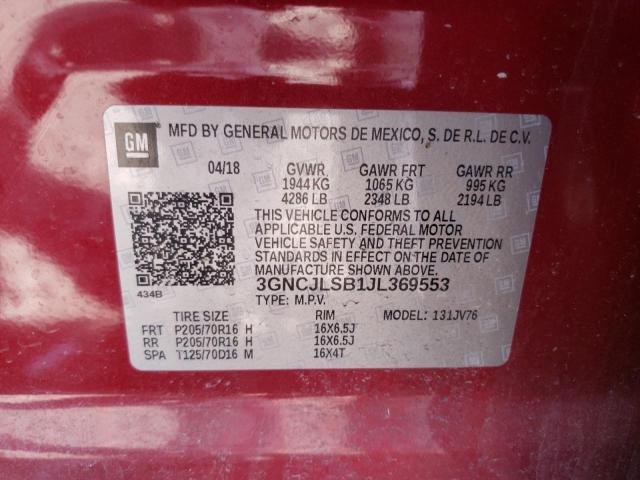 GM
MFD BY GENERAL MOTORS DE MEXICO, S. DE R.L. DE C.V.
04/18 GVWR GAWR FRT GAWR RR
1944 KG 1065 KG 995 KG
4286 LB 2348 LB 2194 LB
THIS VEHICLE CONFORMS TO ALL
APPLICABLE U.S. FEDERAL MOTOR
VEHICLE SAFETY AND THEFT PREVENTION
STANDARDS IN EFFECT ON THE DATE OF
MANUFACTURE SHOWN ABOVE.
3GNCJLSB1JL369553
434B TYPE: M.P.V.
TIRE SIZE RIM MODEL: 131JV76
FRT P205/70R16 H 16X6.5J
RR P205/70R16 H 16X6.5J
SPA T125/70D16 M 16X4T